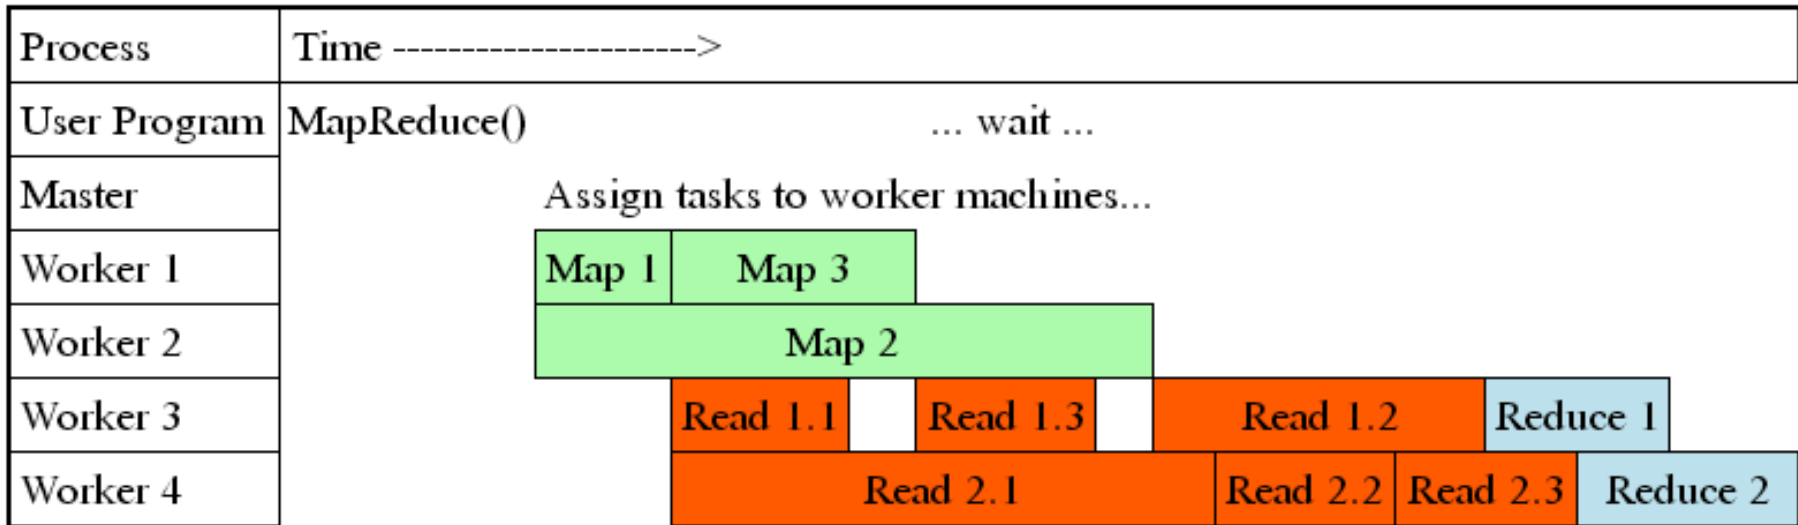 Process Time ---------------------->
User Program MapReduce() ... wait ...
Master Assign tasks to worker machines...
Worker 1 Map 1 Map 3
Worker 2 Map 2
Worker 3 Read 1.1 Read 1.3 Read 1.2 Reduce 1
Worker 4 Read 2.1 Read 2.2 Read 2.3 Reduce 2